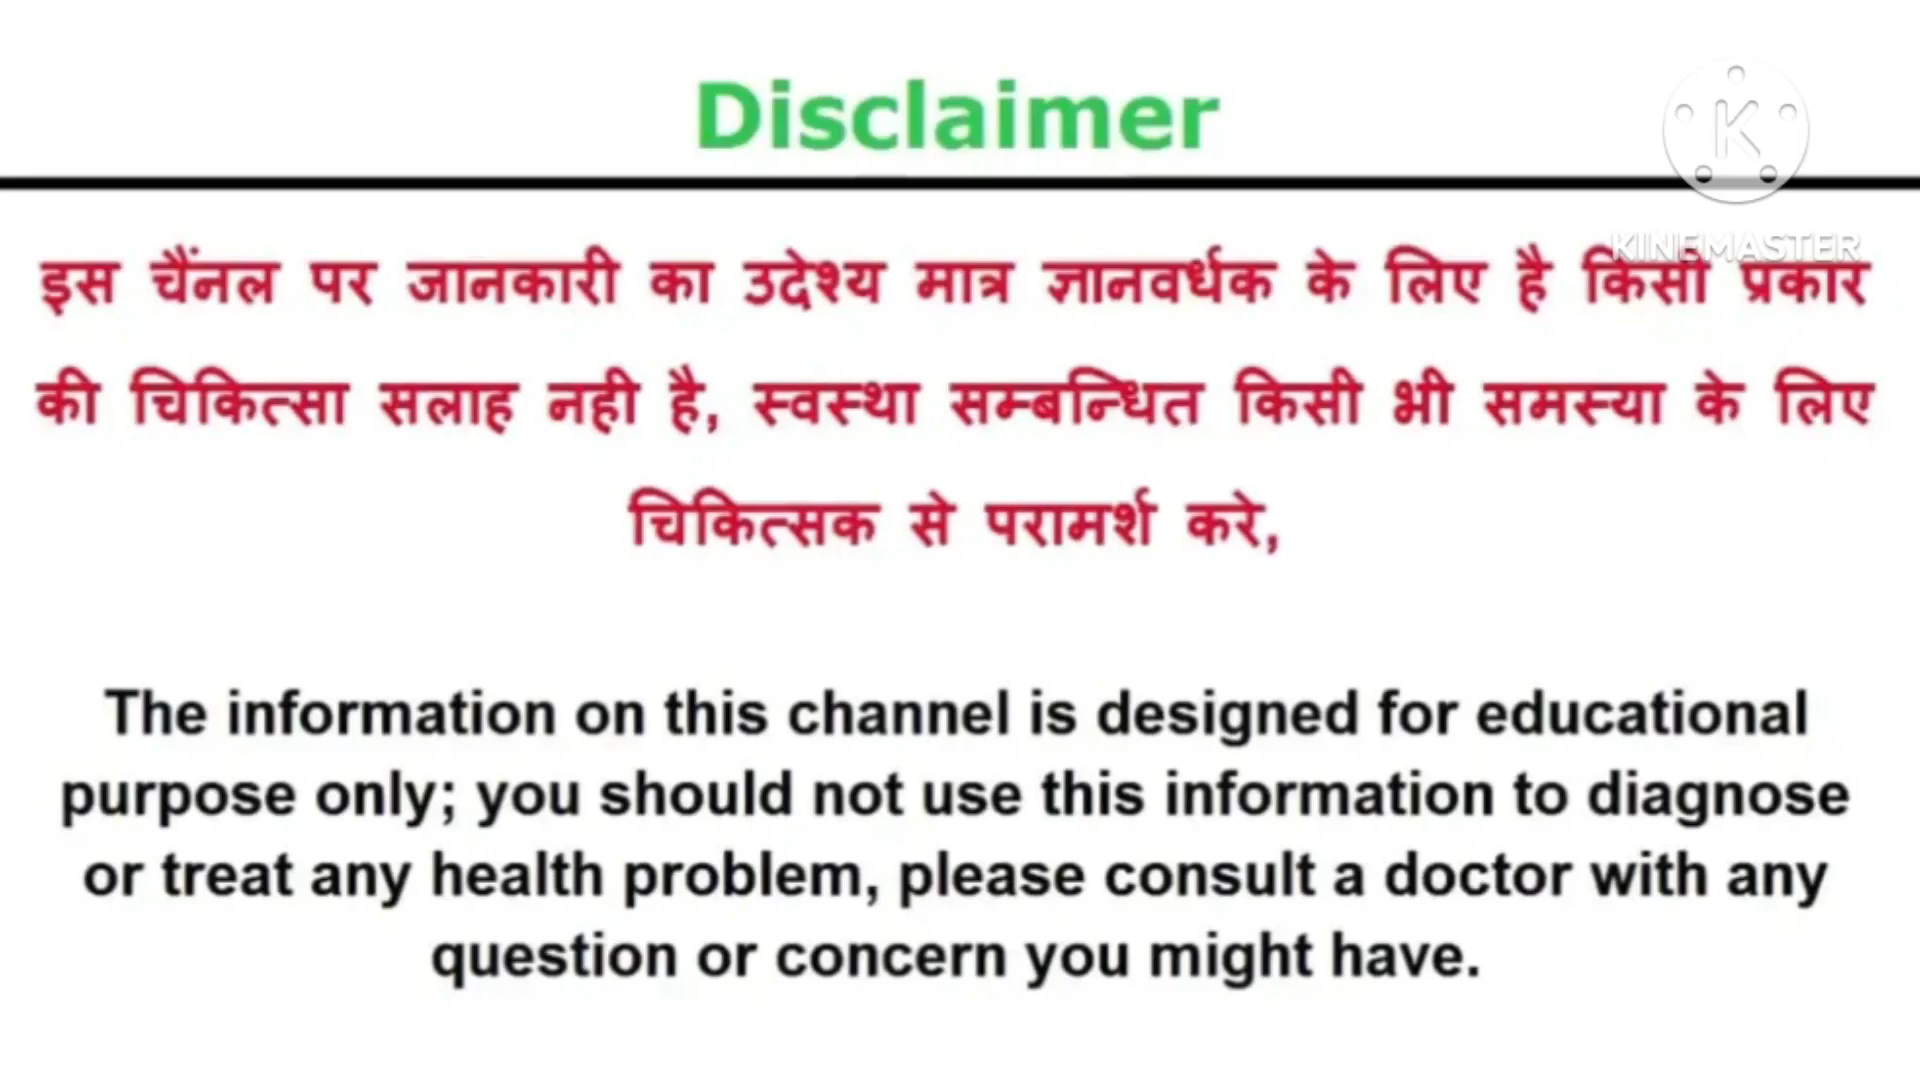 Disclaimer
K
KINEMASTER
इस चैंनल पर जानकारी का उदेश्य मात्र ज्ञानवर्धक के लिए है किसी प्रकार
की चिकित्सा सलाह नही है, स्वस्था सम्बन्धित किसी भी समस्या के लिए
चिकित्सक से परामर्श करे,
The information on this channel is designed for educational
purpose only; you should not use this information to diagnose
or treat any health problem, please consult a doctor with any
question or concern you might have.